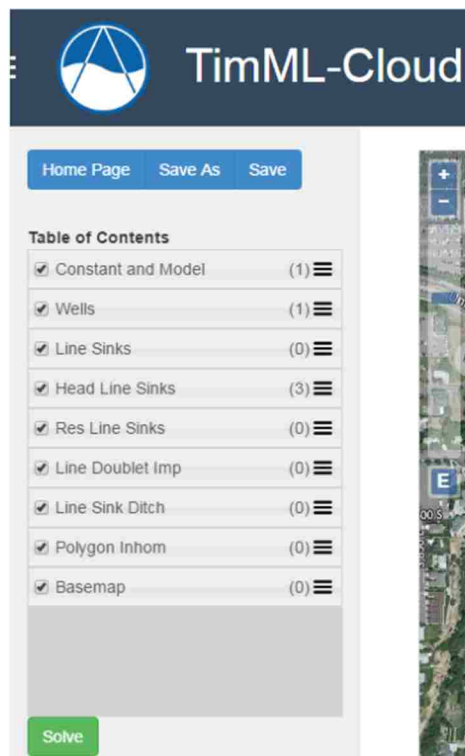 TimML-Cloud
Home Page Save As Save
Table of Contents
Constant and Model (1)
Wells (1)
Line Sinks (0)
Head Line Sinks (3)
Res Line Sinks (0)
Line Doublet Imp (0)
Line Sink Ditch (0)
Polygon Inhom (0)
Basemap (0)
Solve
+
-
E
00 S